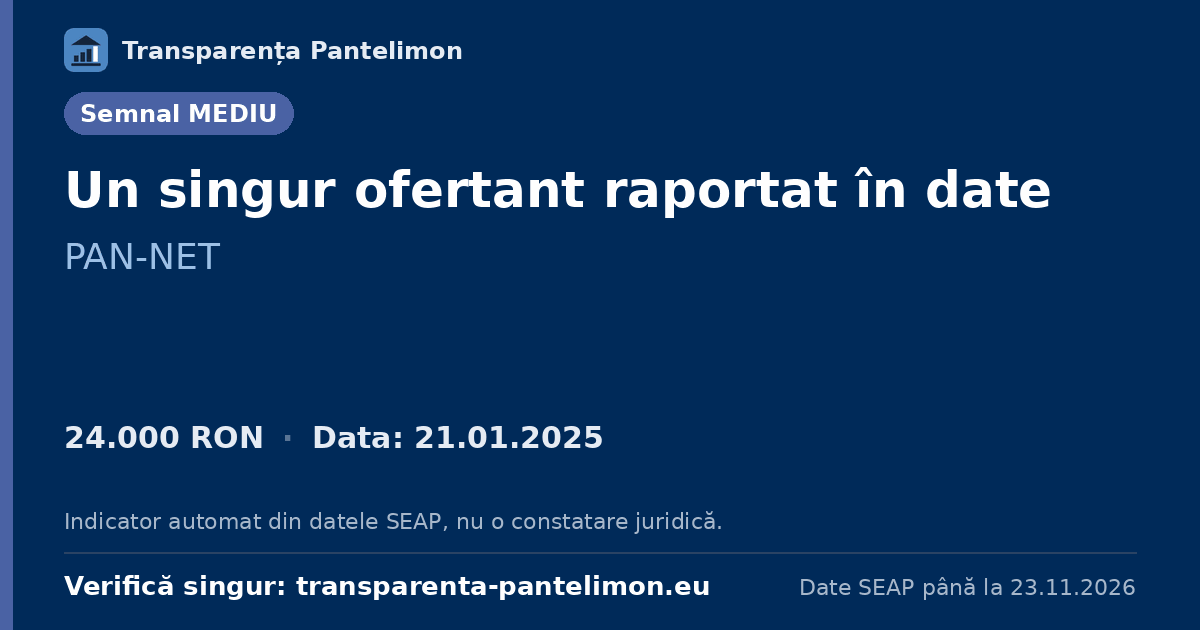 Transparența Pantelimon
Semnal MEDIU
Un singur ofertant raportat în date
PAN-NET
24.000 RON · Data: 21.01.2025
Indicator automat din datele SEAP, nu o constatare juridică.
Verifică singur: transparenta-pantelimon.eu
Date SEAP până la 23.11.2026